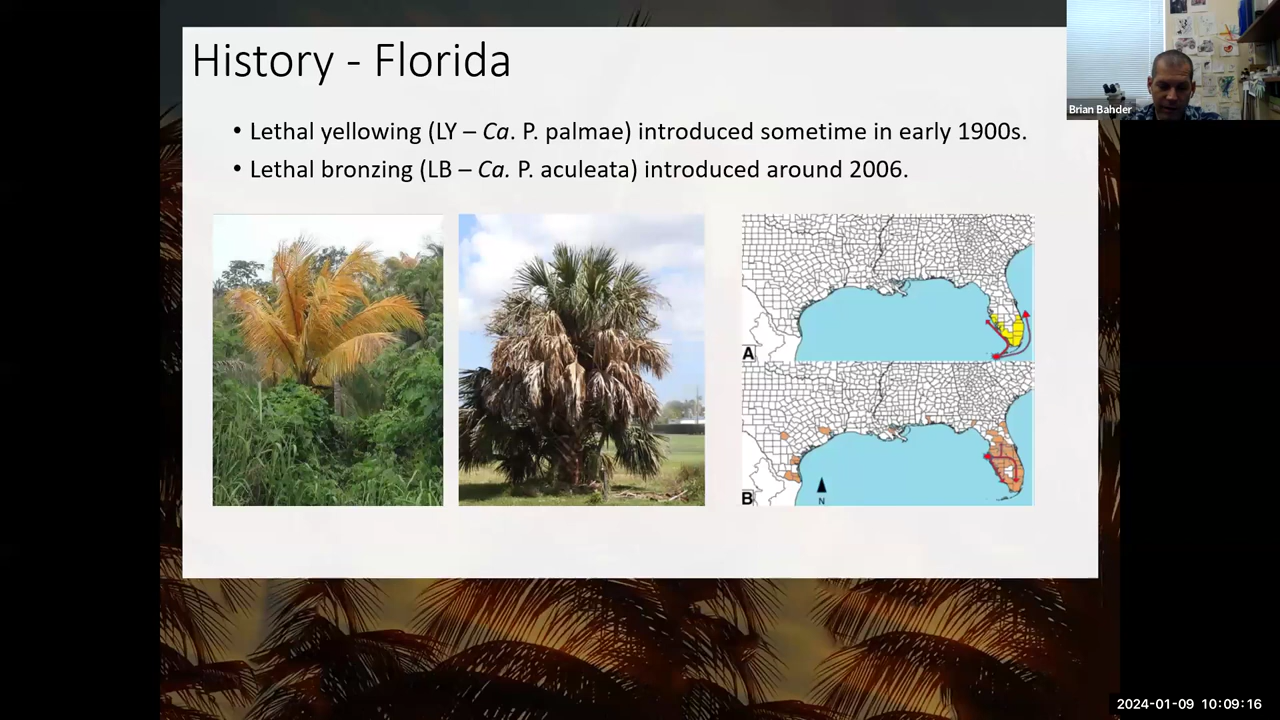 History - Florida
• Lethal yellowing (LY – Ca. P. palmae) introduced sometime in early 1900s.
• Lethal bronzing (LB – Ca. P. aculeata) introduced around 2006.
Brian Bahder
A
B
N
2024-01-09 10:09:16